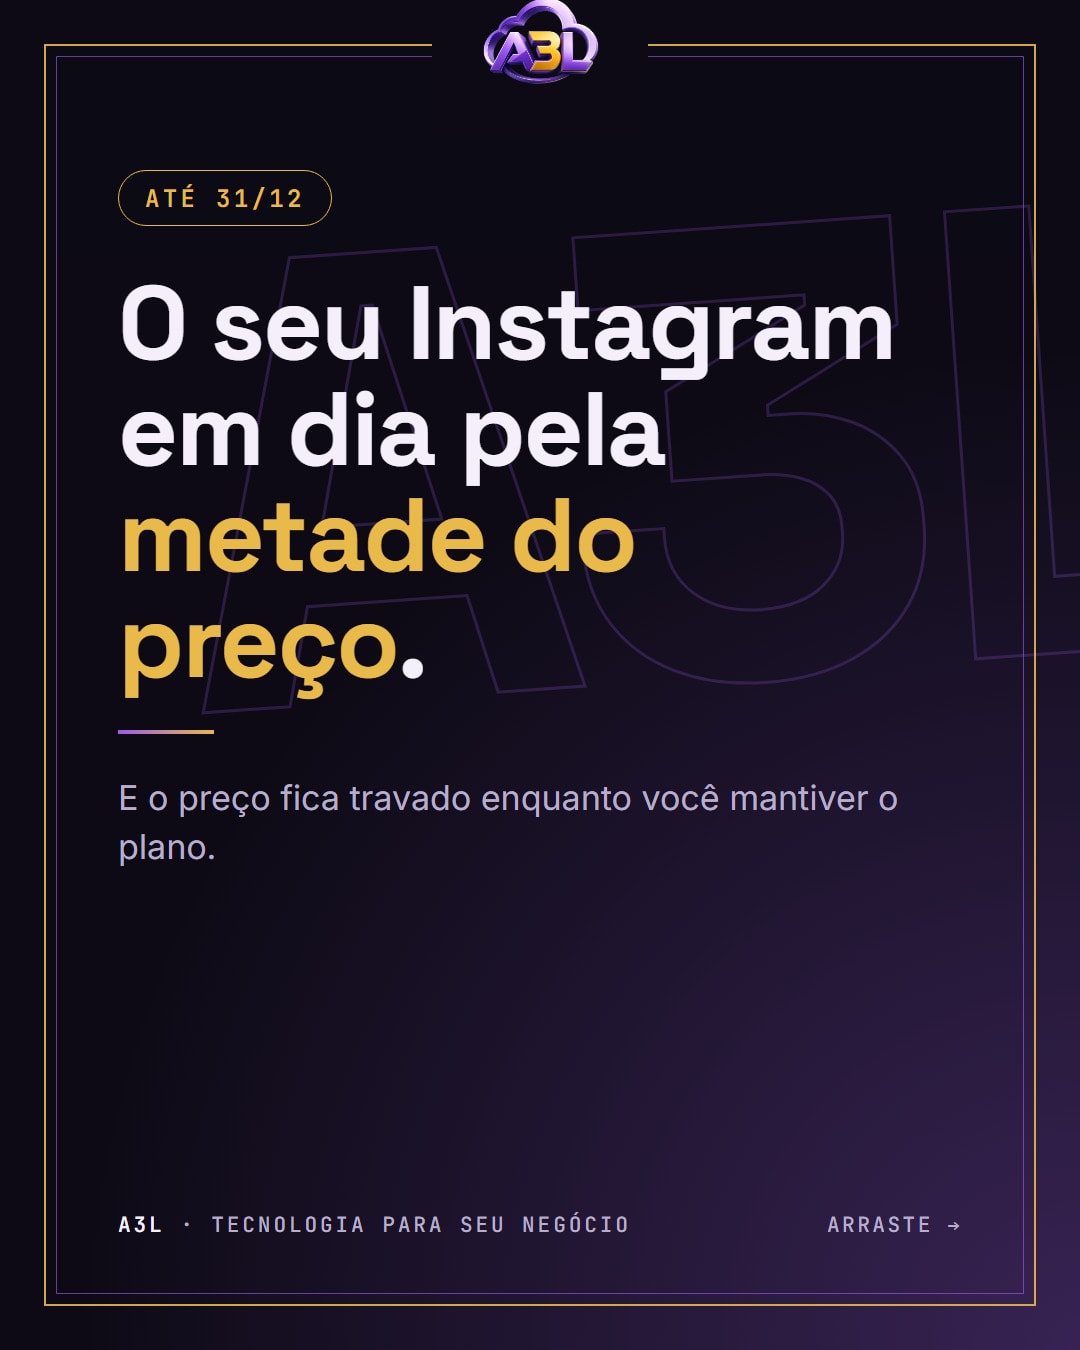 A3L
ATÉ 31/12
O seu Instagram
em dia pela
metade do
preço.
E o preço fica travado enquanto você mantiver o
plano.
A3L · TECNOLOGIA PARA SEU NEGÓCIO
ARRASTE →
A3L